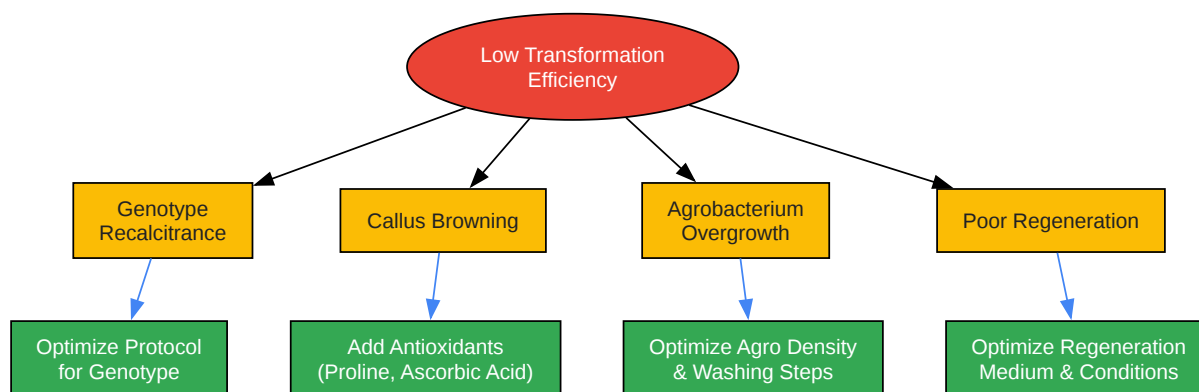 Low Transformation
Efficiency
Genotype
Recalcitrance
Callus Browning
Agrobacterium
Overgrowth
Poor Regeneration
Optimize Protocol
for Genotype
Add Antioxidants
(Proline, Ascorbic Acid)
Optimize Agro Density
& Washing Steps
Optimize Regeneration
Medium & Conditions